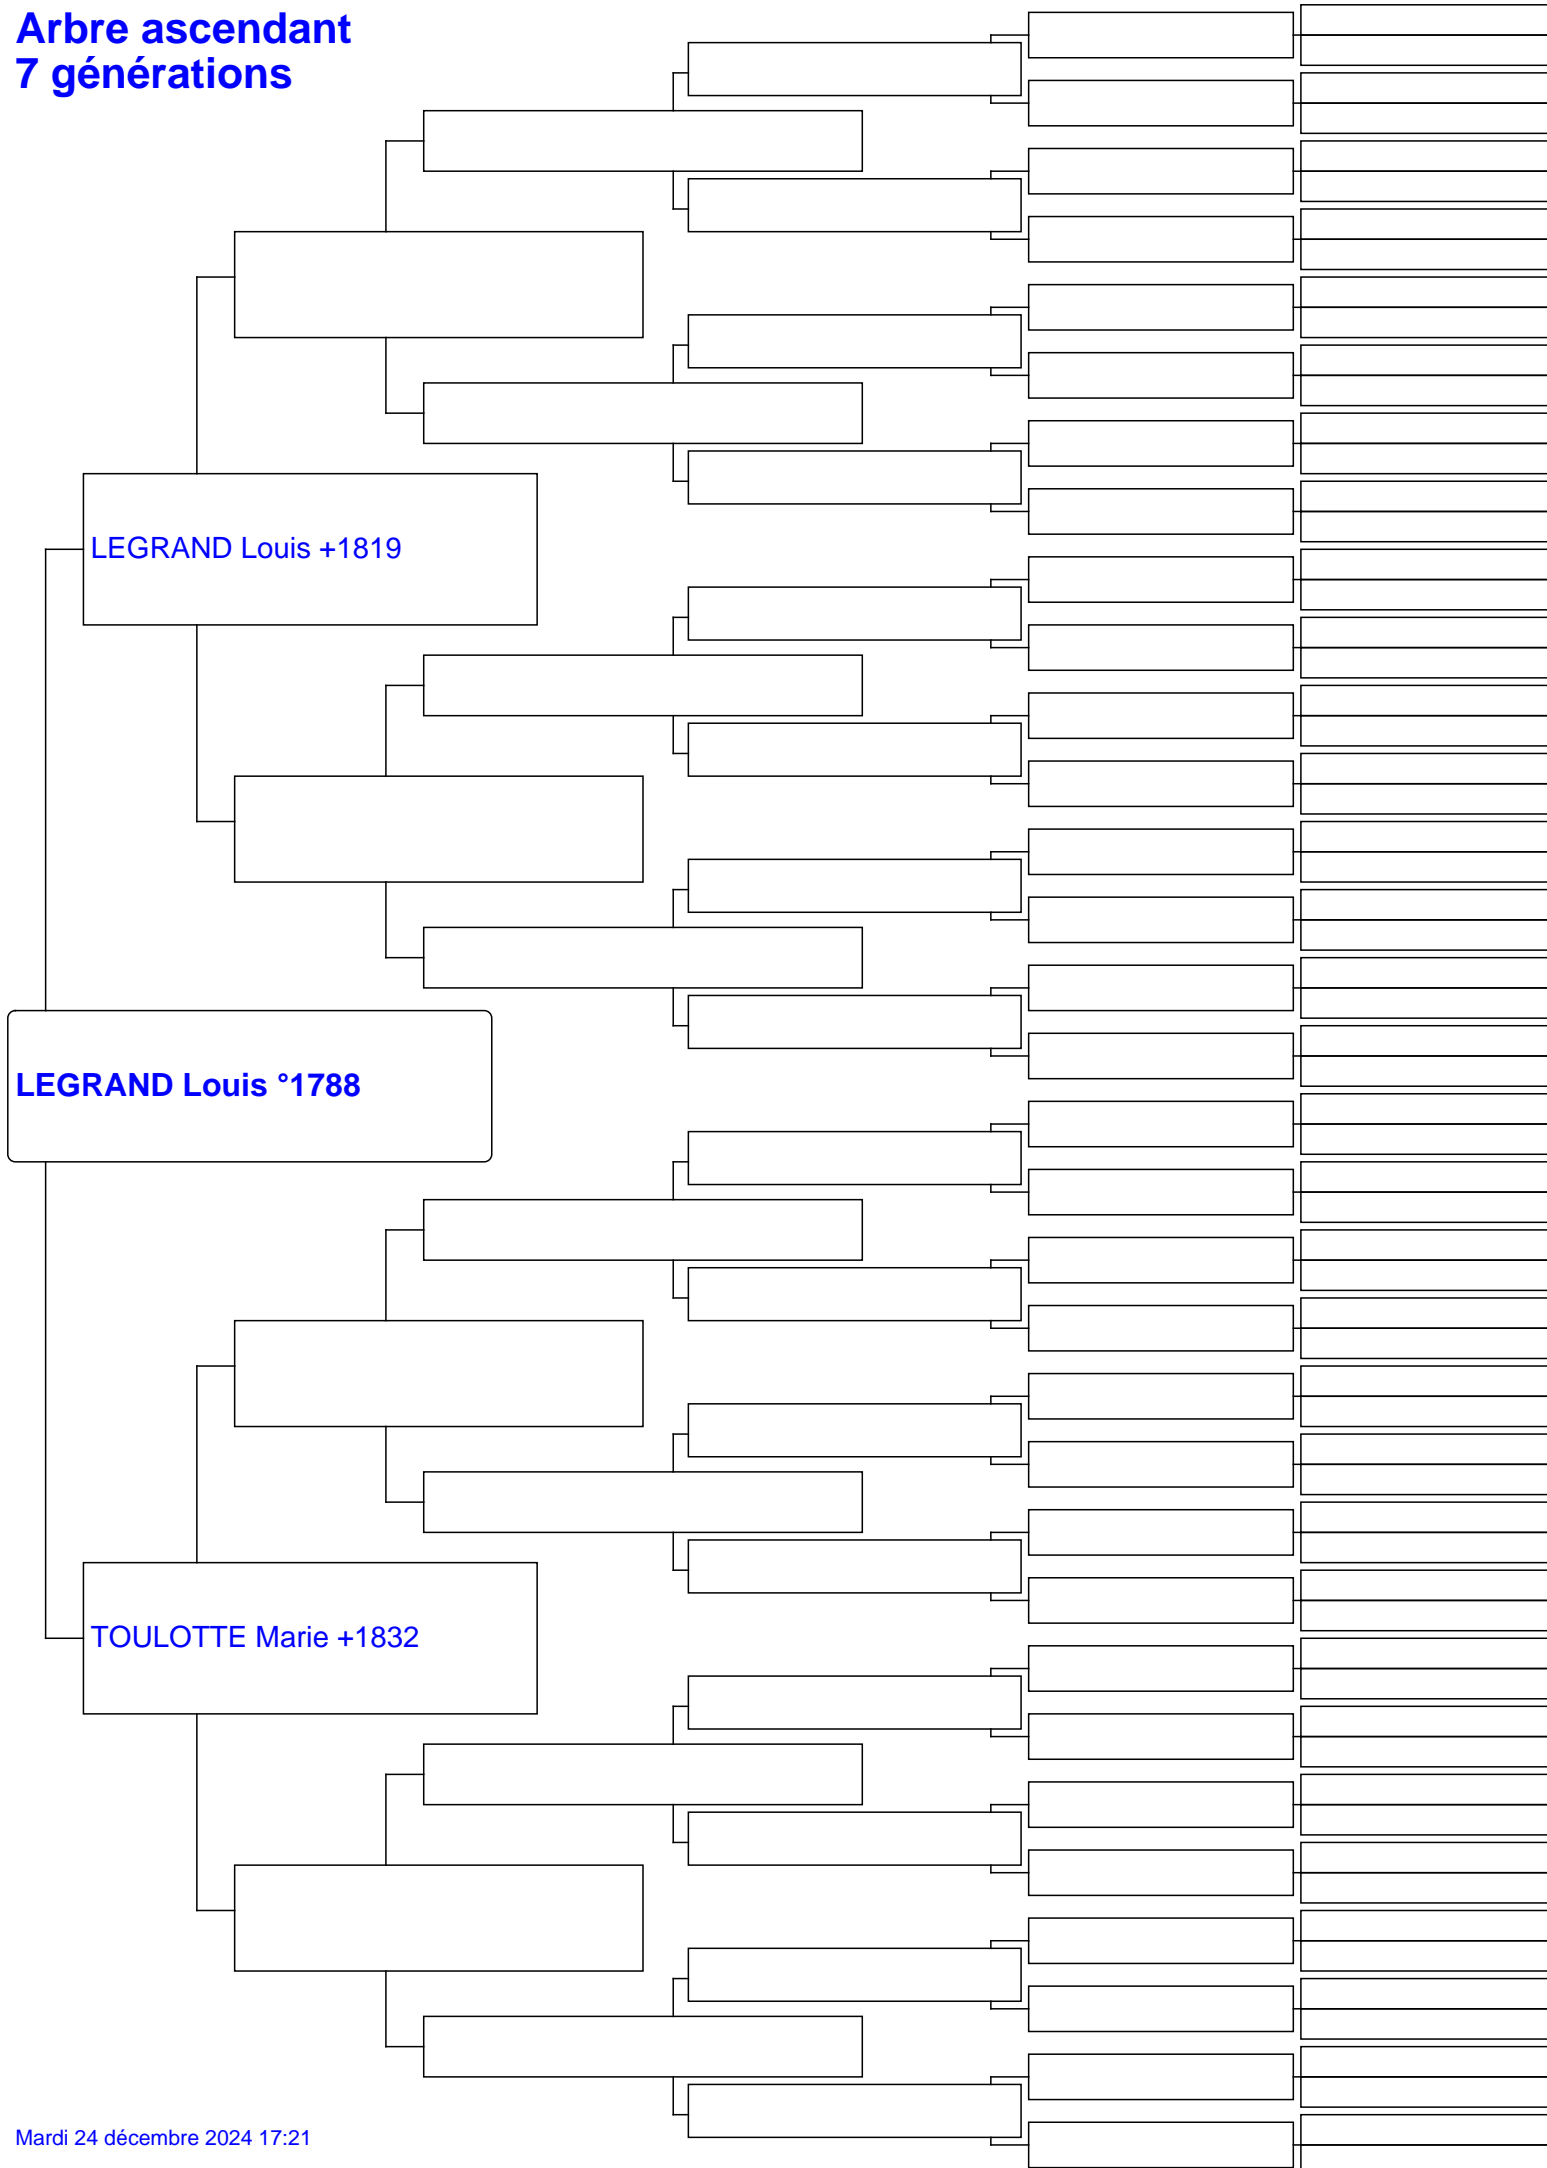 Arbre ascendant
7 générations
LEGRAND Louis +1819
LEGRAND Louis °1788
TOULOTTE Marie +1832
Mardi 24 décembre 2024 17:21